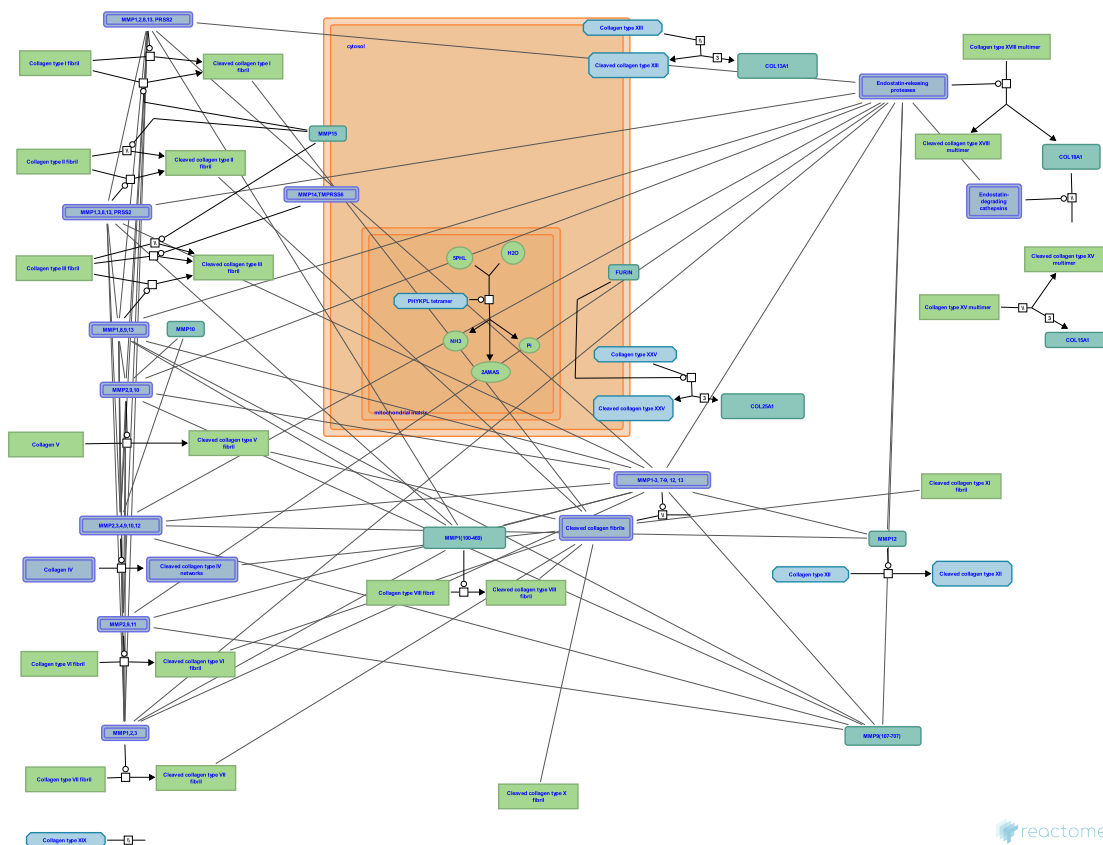 MMP1,2,8,13, PRSS2
Collagen type XIII
cytosol
Collagen type XVIII multimer
Collagen type I fibril
Cleaved collagen type I
fibril
Cleaved collagen type XIII
3
COL13A1
Endostatin-releasing
proteases
MMP15
Collagen type II fibril
Cleaved collagen type II
fibril
Cleaved collagen type XVIII
multimer
COL18A1
MMP14,TMPRSS6
Endostatin-
degrading
cathepsins
MMP1,3,8,13, PRSS2
Collagen type III fibril
Cleaved collagen type III
fibril
5PHL
H2O
Cleaved collagen type XV
multimer
FURIN
PHYKPL tetramer
Collagen type XV multimer
3
COL15A1
MMP1,8,9,13
MMP10
NH3
Pi
2AMAS
Collagen type XXV
MMP2,3,10
mitochondrial matrix
Cleaved collagen type XXV
3
COL25A1
Collagen V
Cleaved collagen type V
fibril
MMP1-3, 7-9, 12, 13
Cleaved collagen type XI
fibril
MMP2,3,4,9,10,12
MMP1(100-469)
Cleaved collagen fibrils
MMP12
Collagen IV
Cleaved collagen type IV
networks
Collagen type XII
Cleaved collagen type XII
Collagen type VIII fibril
Cleaved collagen type VIII
fibril
MMP2,9,11
Collagen type VI fibril
Cleaved collagen type VI
fibril
MMP1,2,3
MMP9(107-707)
Collagen type VII fibril
Cleaved collagen type VII
fibril
Cleaved collagen type X
fibril
Collagen type XIX
reactome